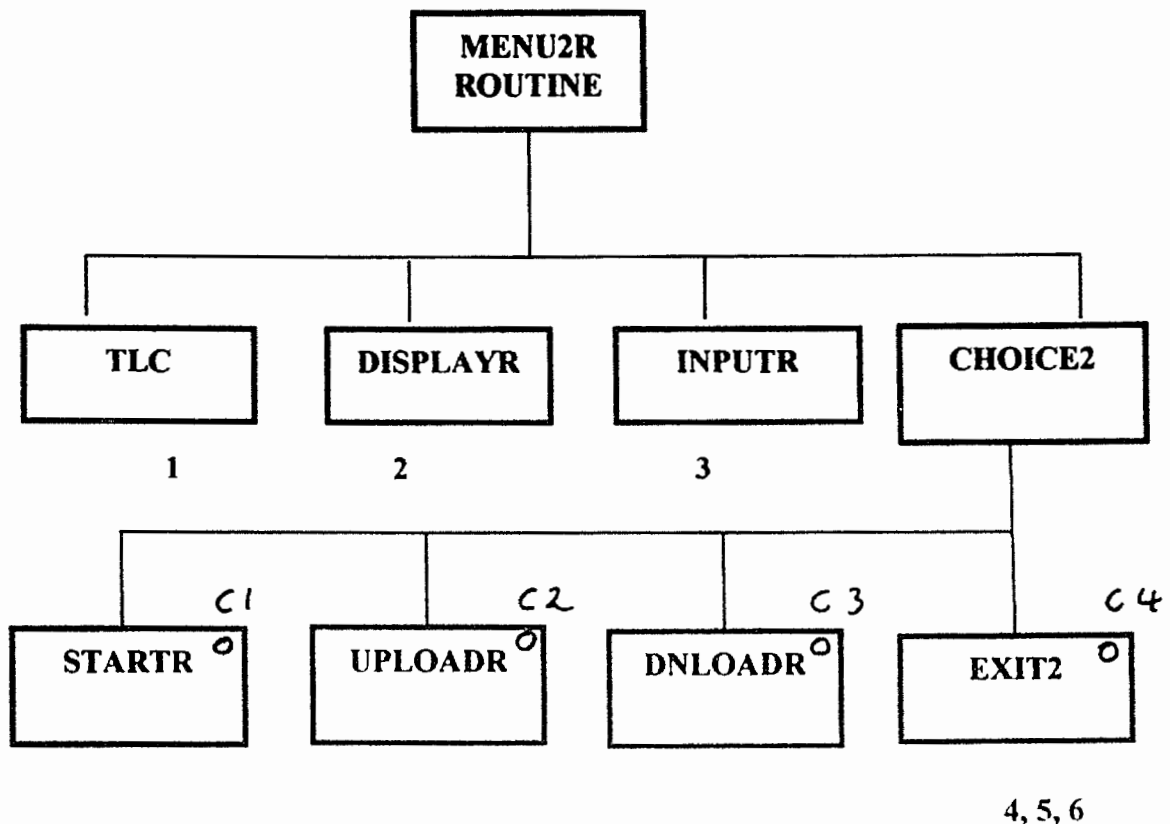 MENU2R
ROUTINE
TLC
DISPLAYR
INPUTR
CHOICE2
1
2
3
C1
C2
C3
C4
STARTR
UPLOADR
DNLOADR
EXIT2
4, 5, 6